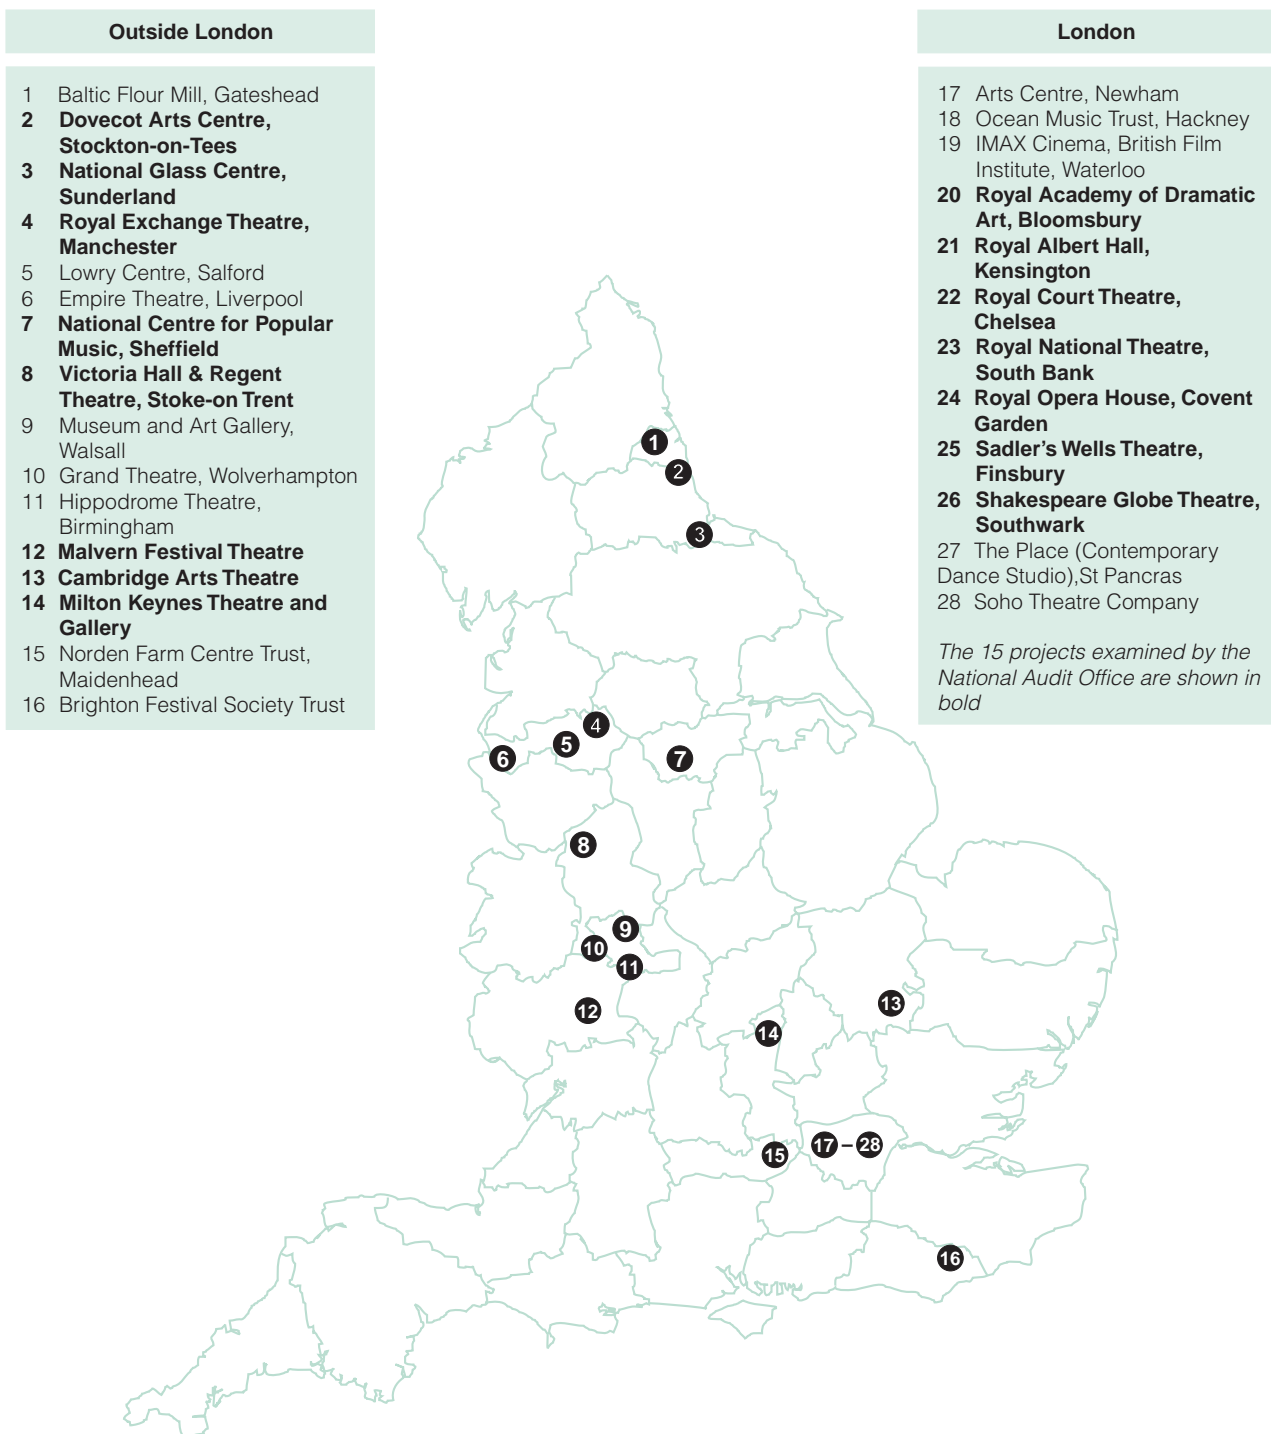 Outside London
1 Baltic Flour Mill, Gateshead
2 Dovecot Arts Centre,
Stockton-on-Tees
3 National Glass Centre,
Sunderland
4 Royal Exchange Theatre,
Manchester
5 Lowry Centre, Salford
6 Empire Theatre, Liverpool
7 National Centre for Popular
Music, Sheffield
8 Victoria Hall & Regent
Theatre, Stoke-on Trent
9 Museum and Art Gallery,
Walsall
10 Grand Theatre, Wolverhampton
11 Hippodrome Theatre,
Birmingham
12 Malvern Festival Theatre
13 Cambridge Arts Theatre
14 Milton Keynes Theatre and
Gallery
15 Norden Farm Centre Trust,
Maidenhead
16 Brighton Festival Society Trust
London
17 Arts Centre, Newham
18 Ocean Music Trust, Hackney
19 IMAX Cinema, British Film
Institute, Waterloo
20 Royal Academy of Dramatic
Art, Bloomsbury
21 Royal Albert Hall,
Kensington
22 Royal Court Theatre,
Chelsea
23 Royal National Theatre,
South Bank
24 Royal Opera House, Covent
Garden
25 Sadler's Wells Theatre,
Finsbury
26 Shakespeare Globe Theatre,
Southwark
27 The Place (Contemporary
Dance Studio),St Pancras
28 Soho Theatre Company
The 15 projects examined by the
National Audit Office are shown in
bold
1
2
3
4
5
6
7
8
9
10
11
12
13
14
15
17 – 28
16